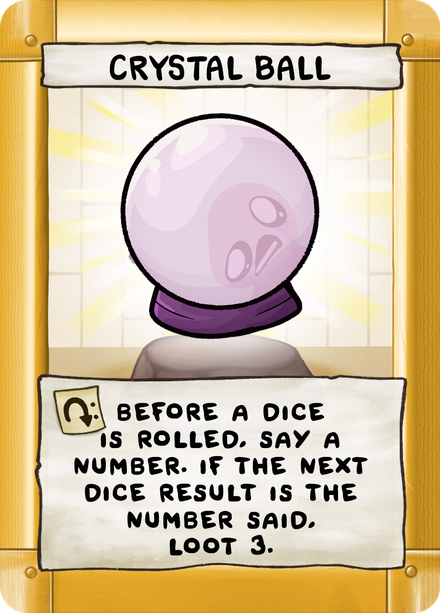 CRYSTAL BALL
BEFORE A DICE
IS ROLLED, SAY A
NUMBER. IF THE NEXT
DICE RESULT IS THE
NUMBER SAID,
LOOT 3.